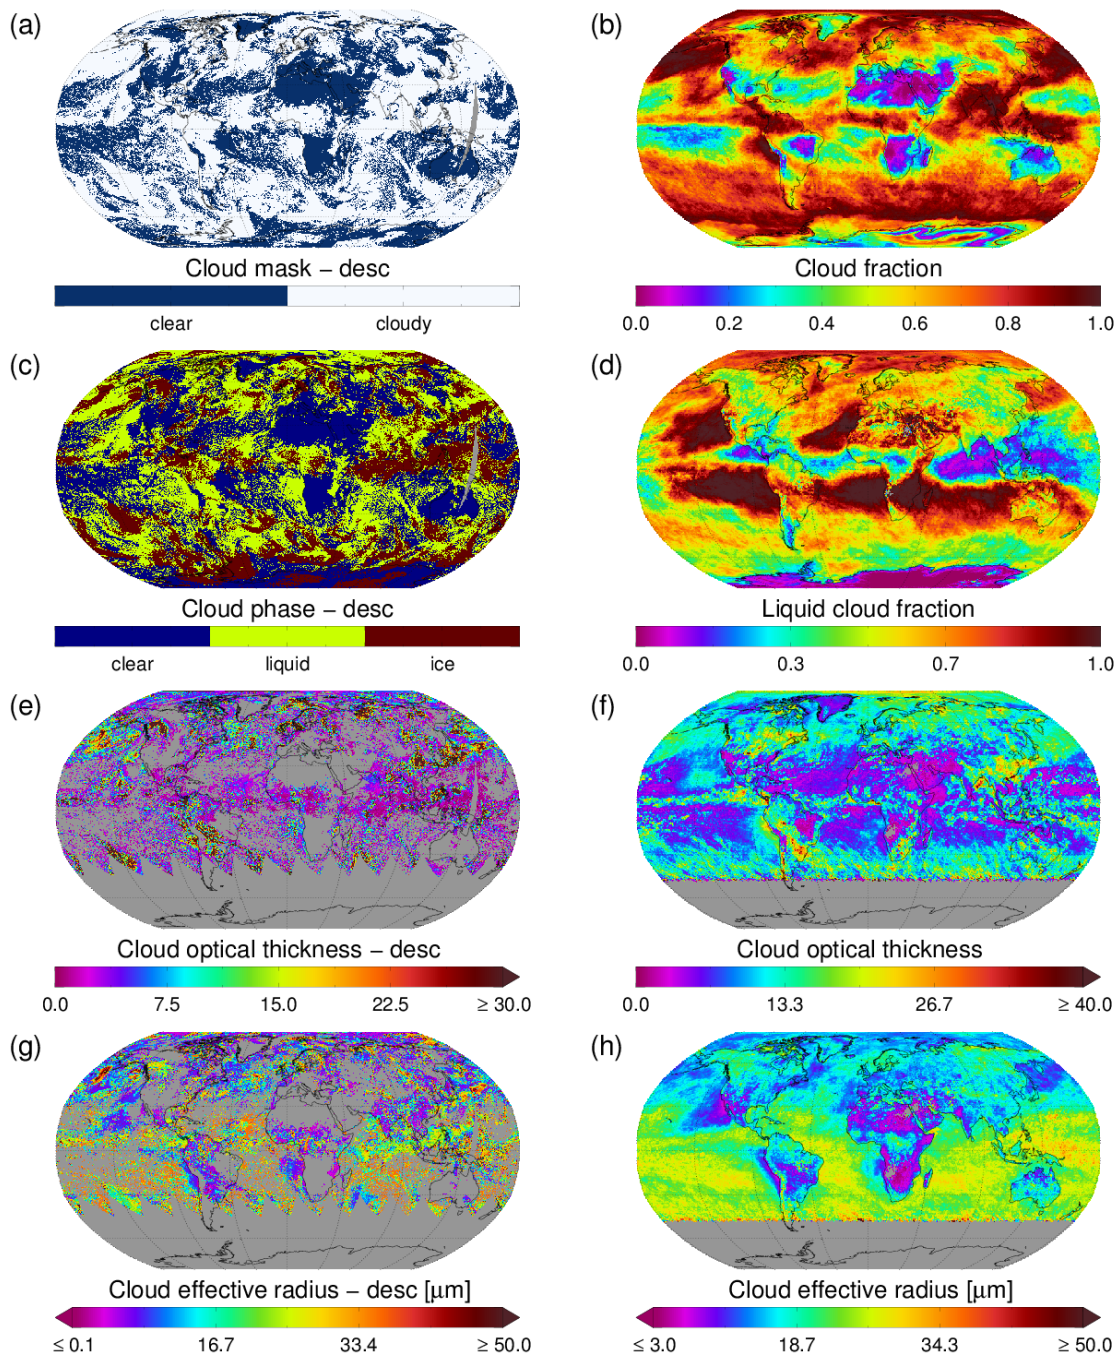 (a)
(b)
Cloud mask – desc
Cloud fraction
clear
cloudy
0.0
0.2
0.4
0.6
0.8
1.0
(c)
(d)
Cloud phase – desc
Liquid cloud fraction
clear
liquid
ice
0.0
0.3
0.7
1.0
(e)
(f)
Cloud optical thickness – desc
Cloud optical thickness
0.0
7.5
15.0
22.5
≥ 30.0
0.0
13.3
26.7
≥ 40.0
(g)
(h)
Cloud effective radius – desc [μm]
Cloud effective radius [μm]
≤ 0.1
16.7
33.4
≥ 50.0
≤ 3.0
18.7
34.3
≥ 50.0